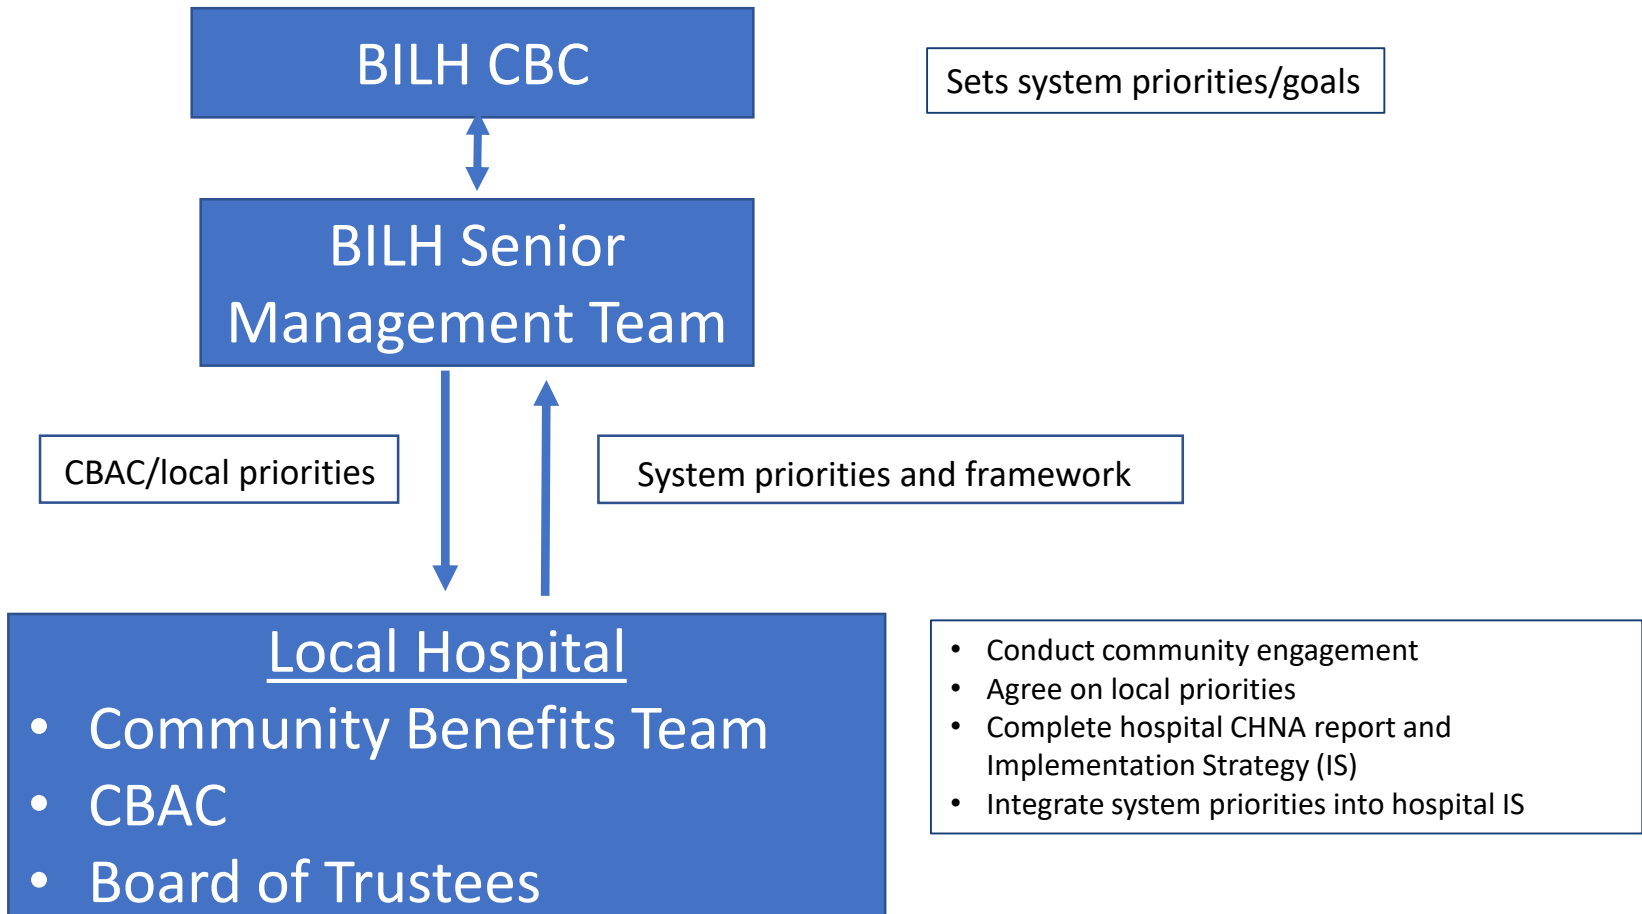 BILH CBC
Sets system priorities/goals
BILH Senior
Management Team
CBAC/local priorities
System priorities and framework
Local Hospital
• Community Benefits Team
• CBAC
• Board of Trustees
• Conduct community engagement
• Agree on local priorities
• Complete hospital CHNA report and
Implementation Strategy (IS)
• Integrate system priorities into hospital IS